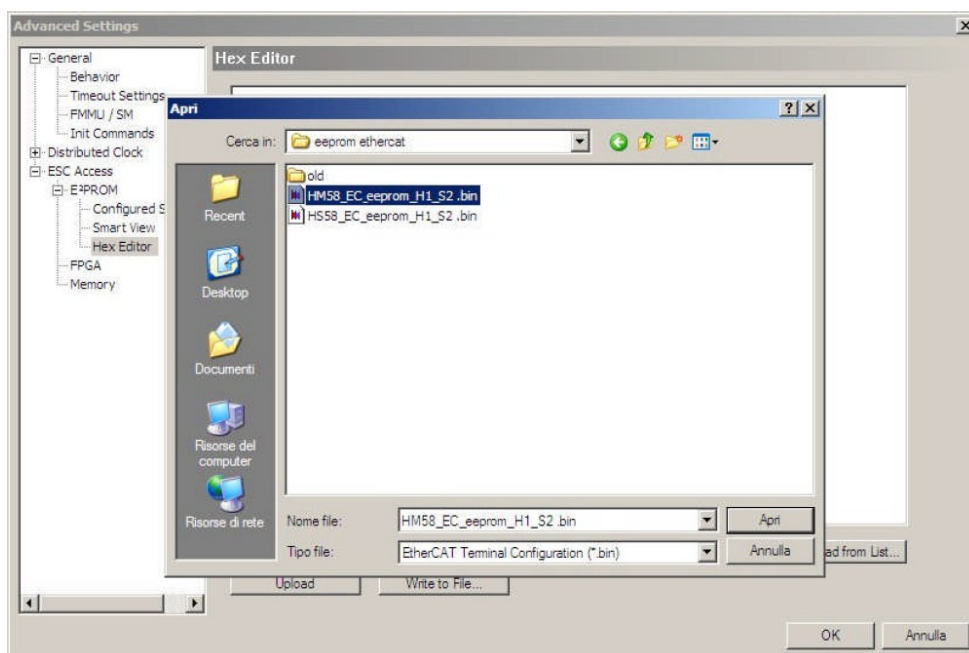 Advanced Settings
General
Behavior
Timeout Settings
FMMU / SM
Init Commands
Distributed Clock
ESC Access
E²PROM
Configured S
Smart View
Hex Editor
FPGA
Memory
Hex Editor
Apri
Cerca in:
eeprom ethercat
Recent
Desktop
Documenti
Risorse del
computer
Risorse di rete
old
HM58_EC_eeprom_H1_S2 .bin
HS58_EC_eeprom_H1_S2 .bin
Nome file:
HM58_EC_eeprom_H1_S2 .bin
Apri
Tipo file:
EtherCAT Terminal Configuration (*.bin)
Annulla
ad from List...
Upload
Write to File...
OK
Annulla